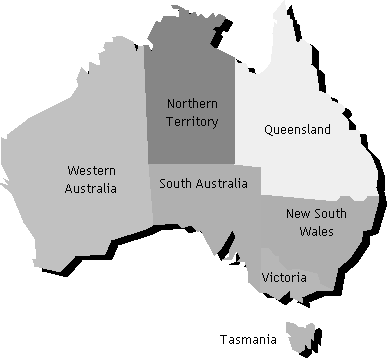 Northern
Territory
Queensland
Western
Australia
South Australia
New South
Wales
Victoria
Tasmania